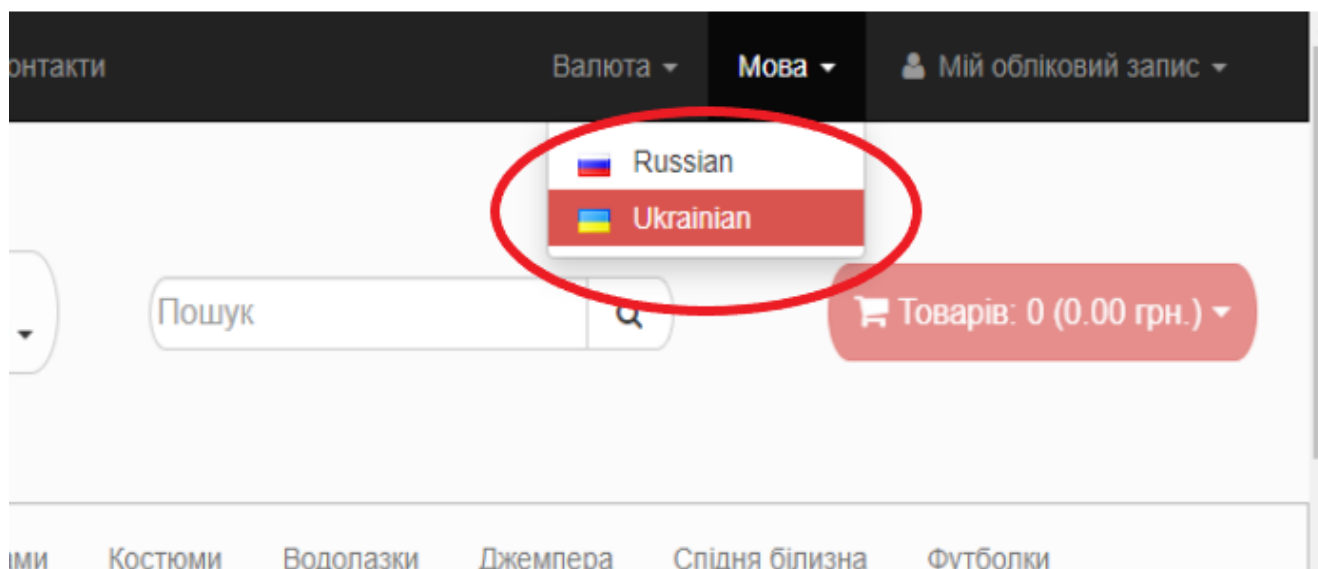 Валюта Мова Мій обліковий запис
Russian
Ukrainian
Пошук Товарів: 0 (0.00 грн.)
Костюми Водолазки Джемпера Спідня білизна Футболки